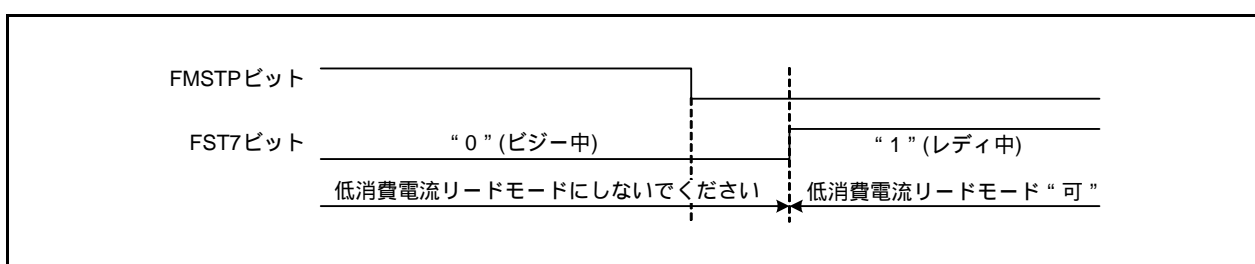 FMSTPビット
FST7ビット “ 0 ” (ビジー中) “ 1 ” (レディ中)
低消費電流リードモードにしないでください 低消費電流リードモード “ 可 ”